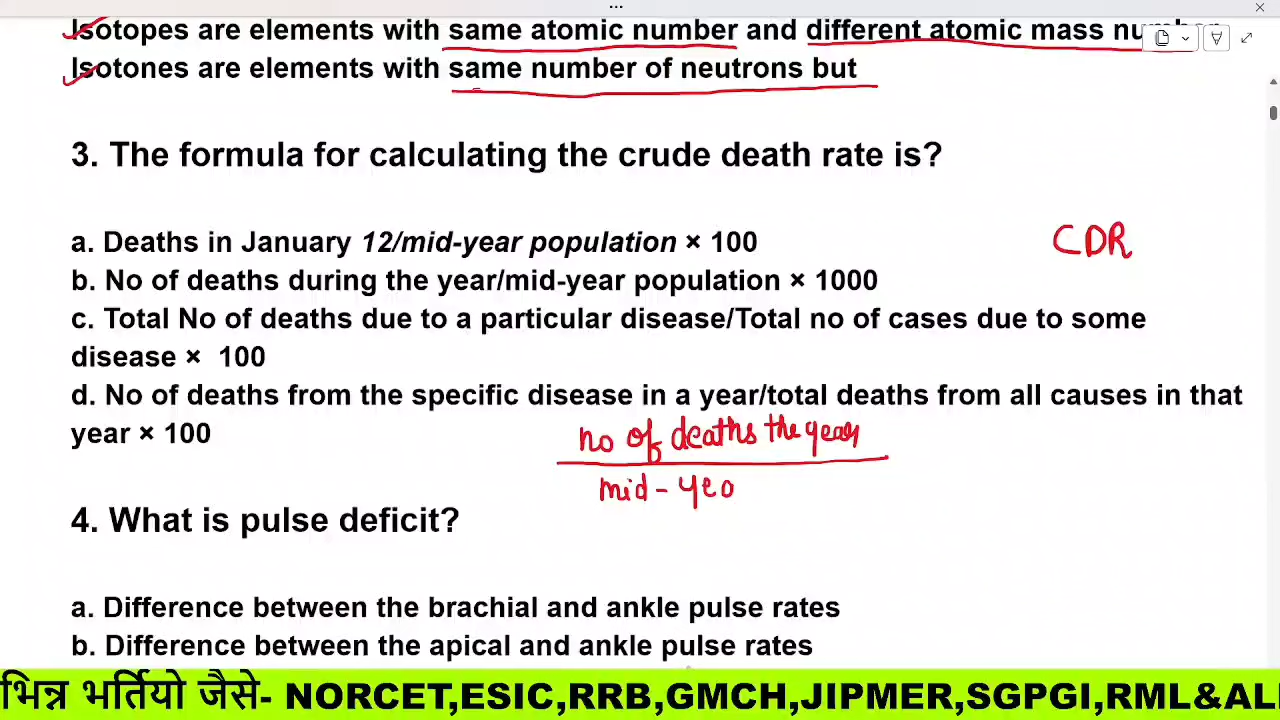 Isotopes are elements with same atomic number and different atomic mass
Isotones are elements with same number of neutrons but
3. The formula for calculating the crude death rate is?
a. Deaths in January 12/mid-year population × 100
CDR
b. No of deaths during the year/mid-year population × 1000
c. Total No of deaths due to a particular disease/Total no of cases due to some
disease × 100
d. No of deaths from the specific disease in a year/total deaths from all causes in that
year × 100
no of deaths the year
mid-yea
4. What is pulse deficit?
a. Difference between the brachial and ankle pulse rates
b. Difference between the apical and ankle pulse rates
भिन्न भर्तियो जैसे- NORCET,ESIC,RRB,GMCH,JIPMER,SGPGI,RML&AL